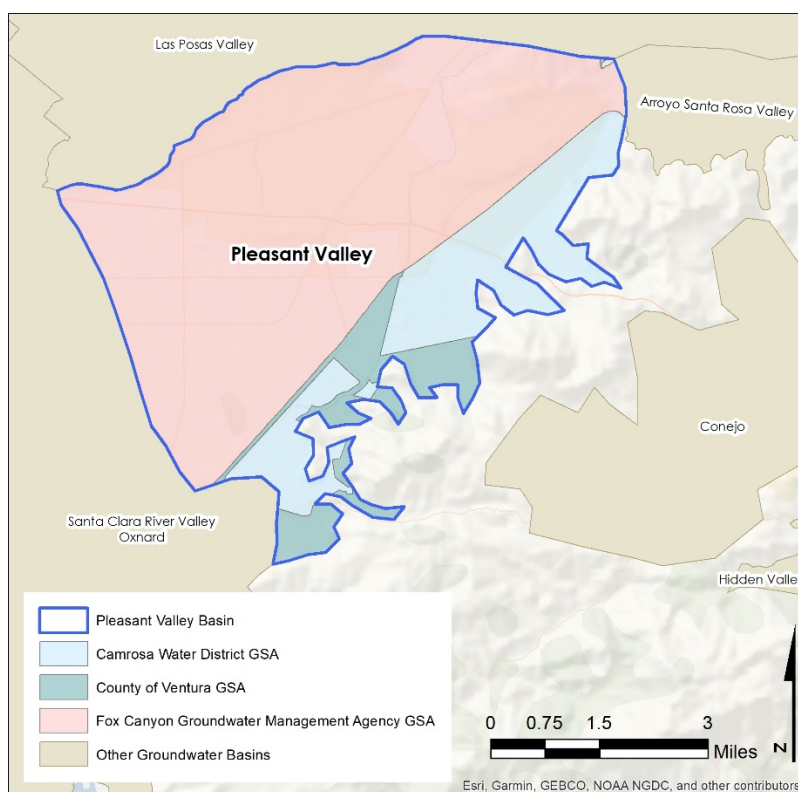 Las Posas Valley
Arroyo Santa Rosa Valley
Pleasant Valley
Conejo
Santa Clara River Valley
Oxnard
Hidden Valle
Pleasant Valley Basin
Camrosa Water District GSA
County of Ventura GSA
Fox Canyon Groundwater Management Agency GSA
Other Groundwater Basins
0 0.75 1.5 3
Miles
N
Esri, Garmin, GEBCO, NOAA NGDC, and other contributors